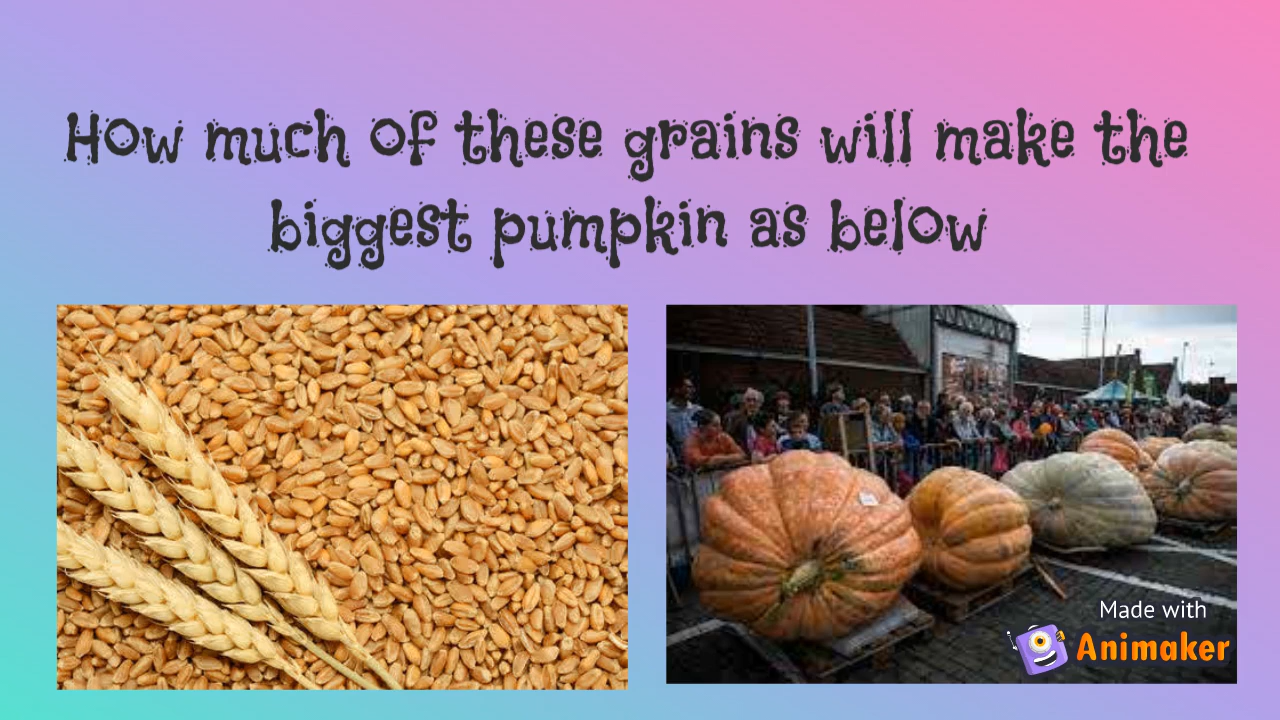 How much of these grains will make the
biggest pumpkin as below
Made with
Animaker